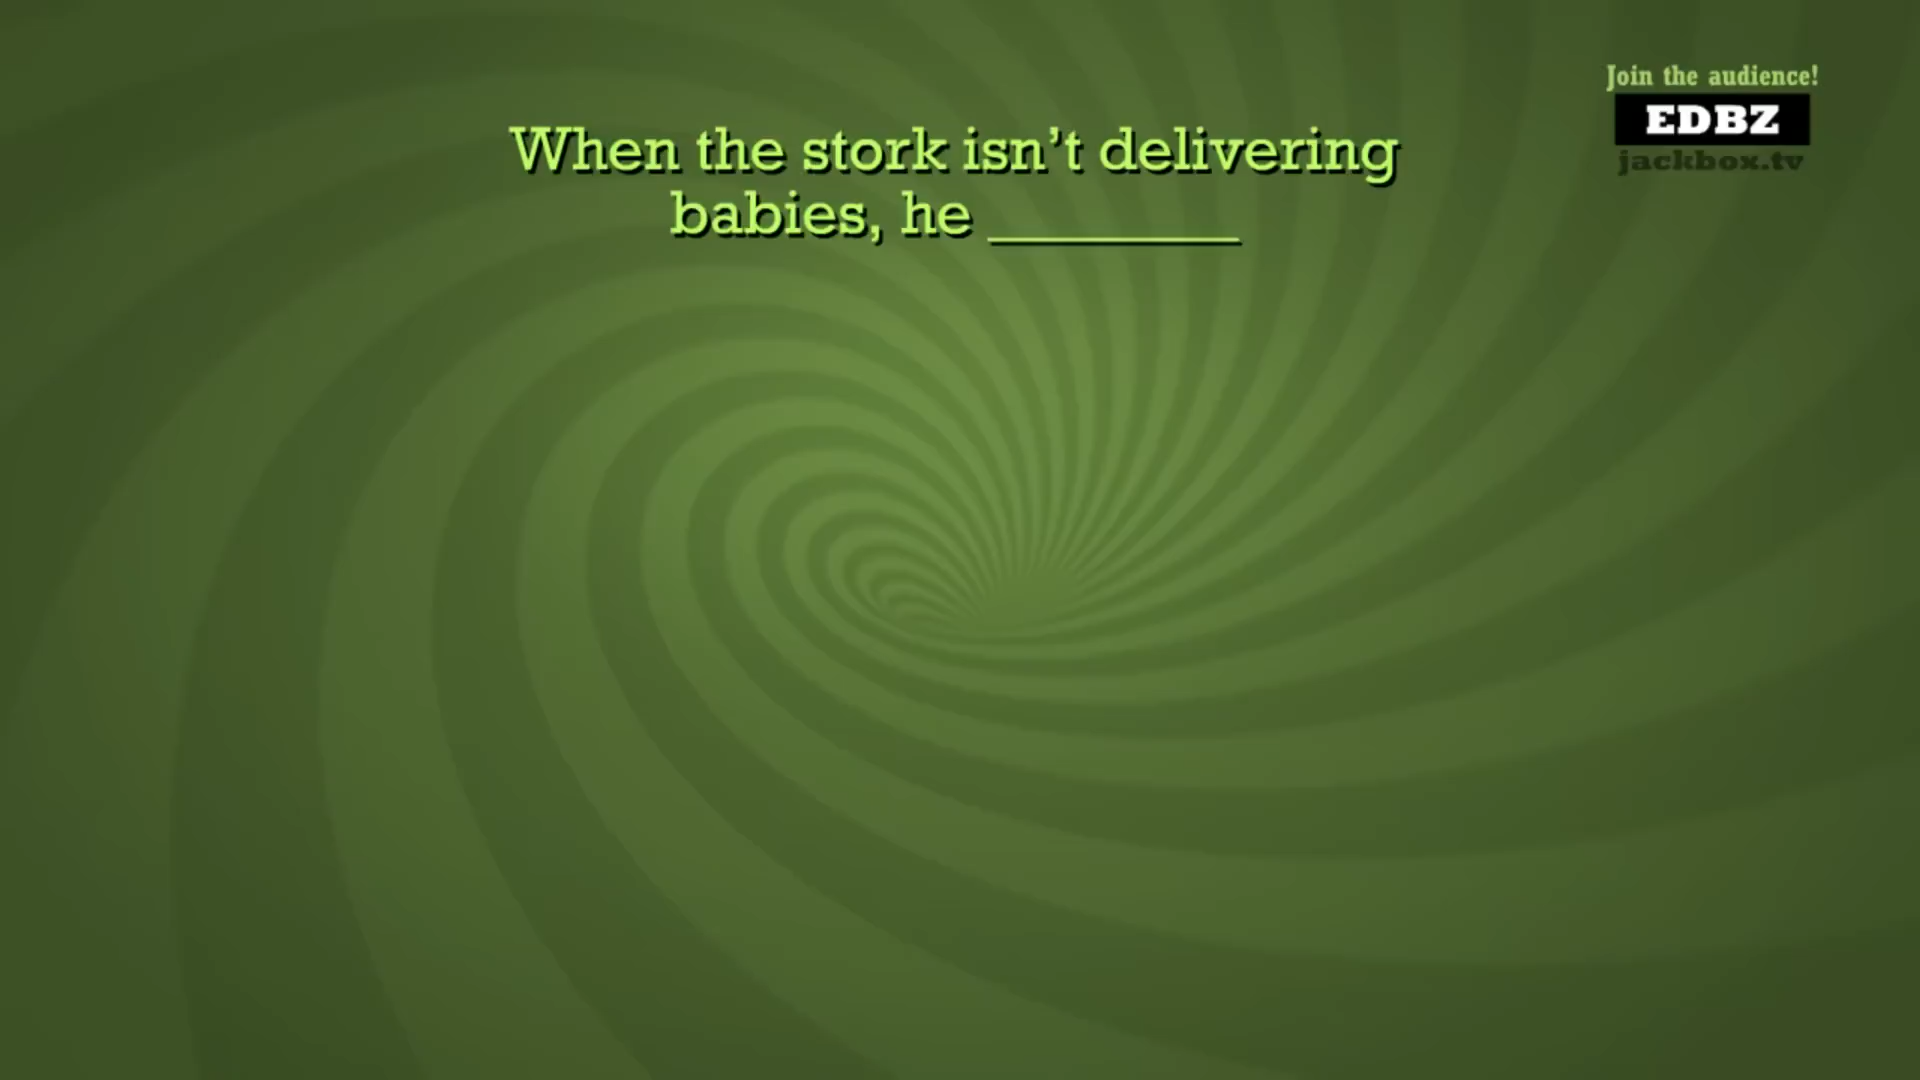 When the stork isn’t delivering
babies, he ________
Join the audience!
EDBZ
jackbox.tv